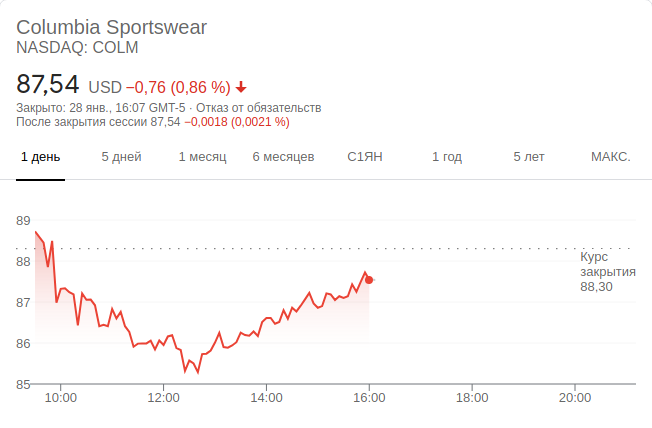 Columbia Sportswear
NASDAQ: COLM
87,54 USD −0,76 (0,86 %)
Закрыто: 28 янв., 16:07 GMT-5 · Отказ от обязательств
После закрытия сессии 87,54 −0,0018 (0,0021 %)
1 день 5 дней 1 месяц 6 месяцев С1ЯН 1 год 5 лет МАКС.
89
88
87
86
85
Курс
закрытия
88,30
10:00 12:00 14:00 16:00 18:00 20:00